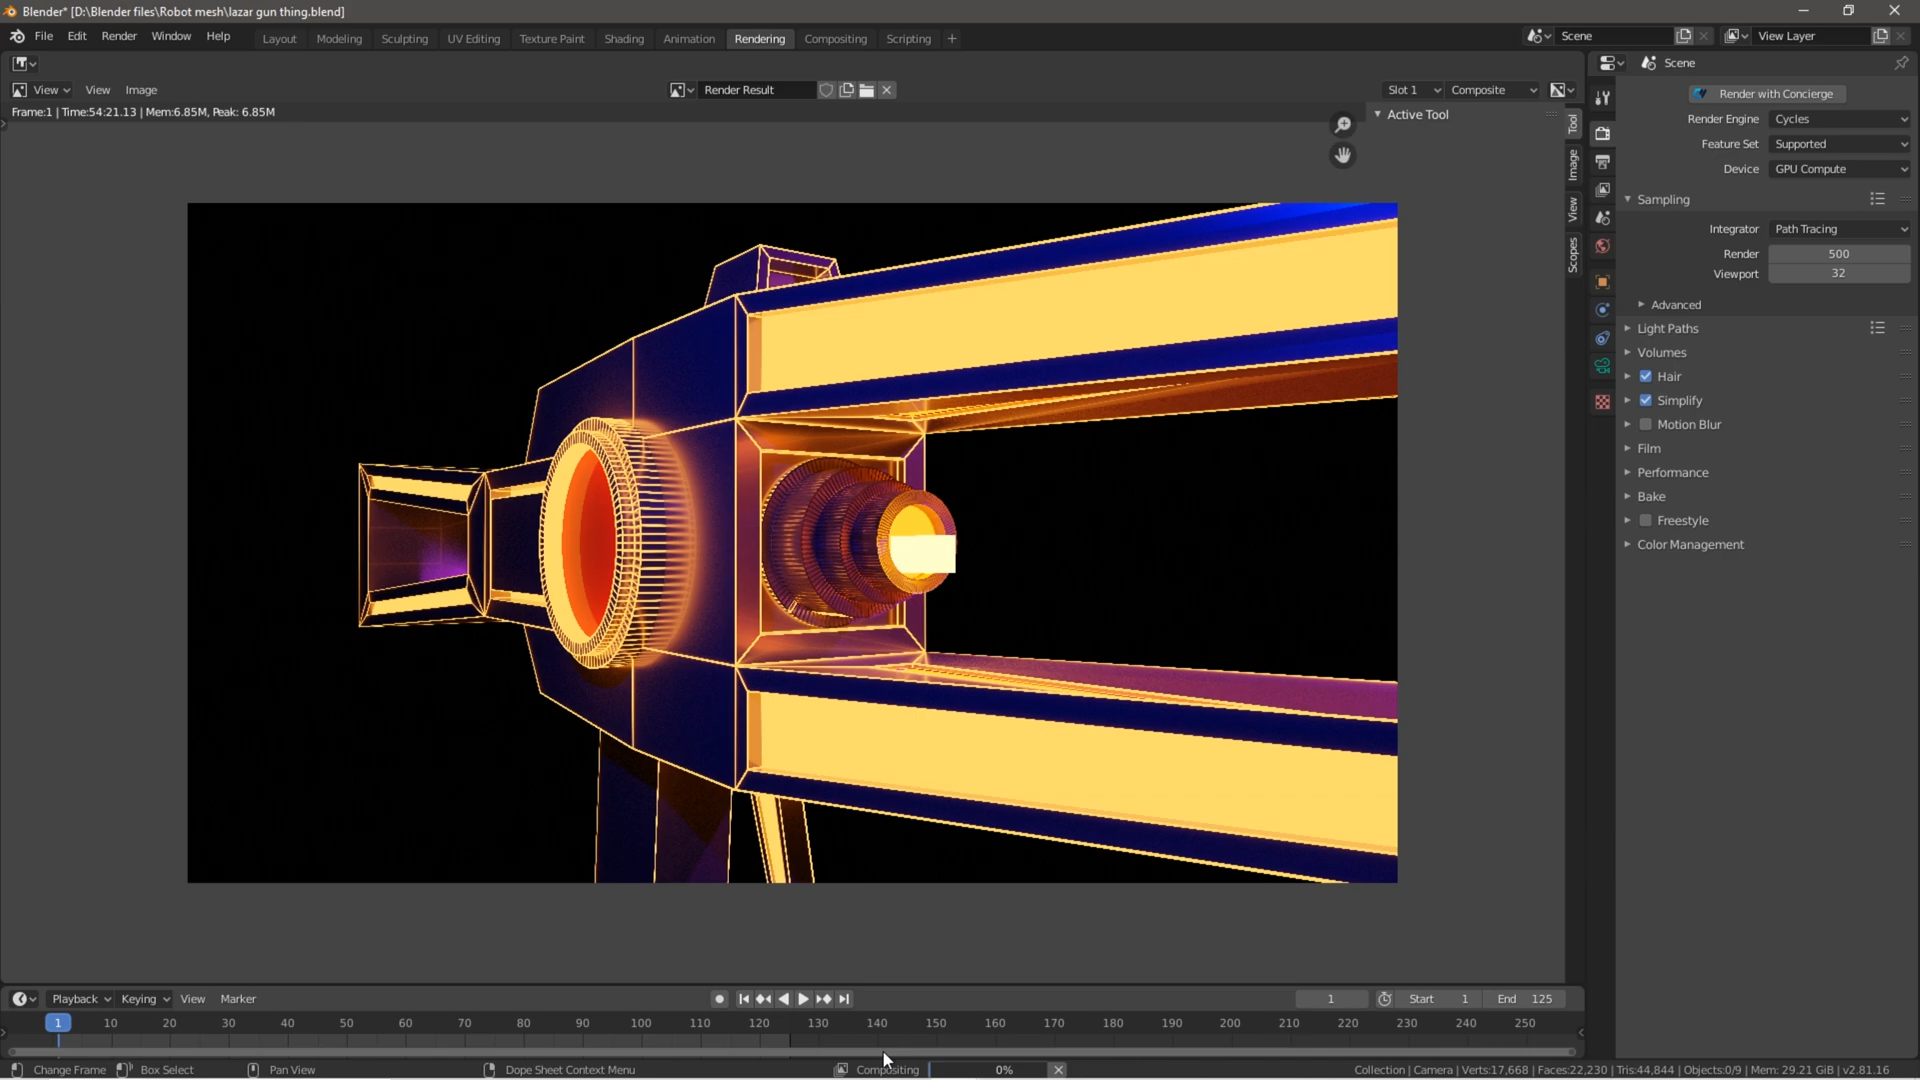 Blender* [D:\Blender files\Robot mesh\lazar gun thing.blend]
File Edit Render Window Help Layout Modeling Sculpting UV Editing Texture Paint Shading Animation Rendering Compositing Scripting + Scene View Layer
Scene
View View Image Render Result Slot 1 Composite
Render with Concierge
Frame:1 | Time:54:21.13 | Mem:6.85M, Peak: 6.85M
Active Tool
Tool
Image
View
Scopes
Render Engine Cycles
Feature Set Supported
Device GPU Compute
Sampling
Integrator Path Tracing
Render 500
Viewport 32
Advanced
Light Paths
Volumes
Hair
Simplify
Motion Blur
Film
Performance
Bake
Freestyle
Color Management
Playback Keying View Marker 1 Start 1 End 125
1 10 20 30 40 50 60 70 80 90 100 110 120 130 140 150 160 170 180 190 200 210 220 230 240 250
Change Frame Box Select Pan View Dope Sheet Context Menu Compositing 0% Collection | Camera | Verts:17,668 | Faces:22,230 | Tris:44,844 | Objects:0/9 | Mem: 29.21 GiB | v2.81.16